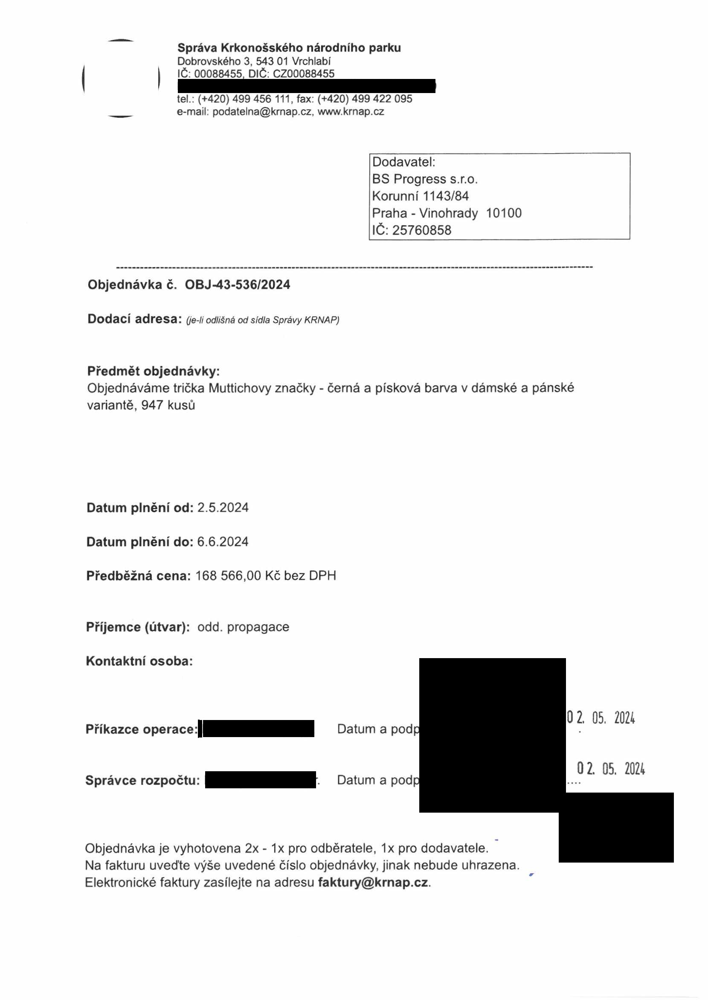 Správa Krkonošského národního parku
Dobrovského 3, 543 01 Vrchlabí
IČ: 00088455, DIČ: CZ00088455
tel.: (+420) 499 456 111, fax: (+420) 499 422 095
e-mail: podatelna@krnap.cz, www.krnap.cz
Dodavatel:
BS Progress s.r.o.
Korunní 1143/84
Praha - Vinohrady 10100
IČ: 25760858
Objednávka č. OBJ-43-536/2024
Dodací adresa: (je-li odlišná od sídla Správy KRNAP)
Předmět objednávky:
Objednáváme trička Muttichovy značky - černá a písková barva v dámské a pánské
variantě, 947 kusů
Datum plnění od: 2.5.2024
Datum plnění do: 6.6.2024
Předběžná cena: 168 566,00 Kč bez DPH
Příjemce (útvar): odd. propagace
Kontaktní osoba:
02. 05. 2024
Příkazce operace: Datum a podp
02. 05. 2024
Správce rozpočtu: Datum a podp ....
Objednávka je vyhotovena 2x - 1x pro odběratele, 1x pro dodavatele.
Na fakturu uveďte výše uvedené číslo objednávky, jinak nebude uhrazena.
Elektronické faktury zasílejte na adresu faktury@krnap.cz.